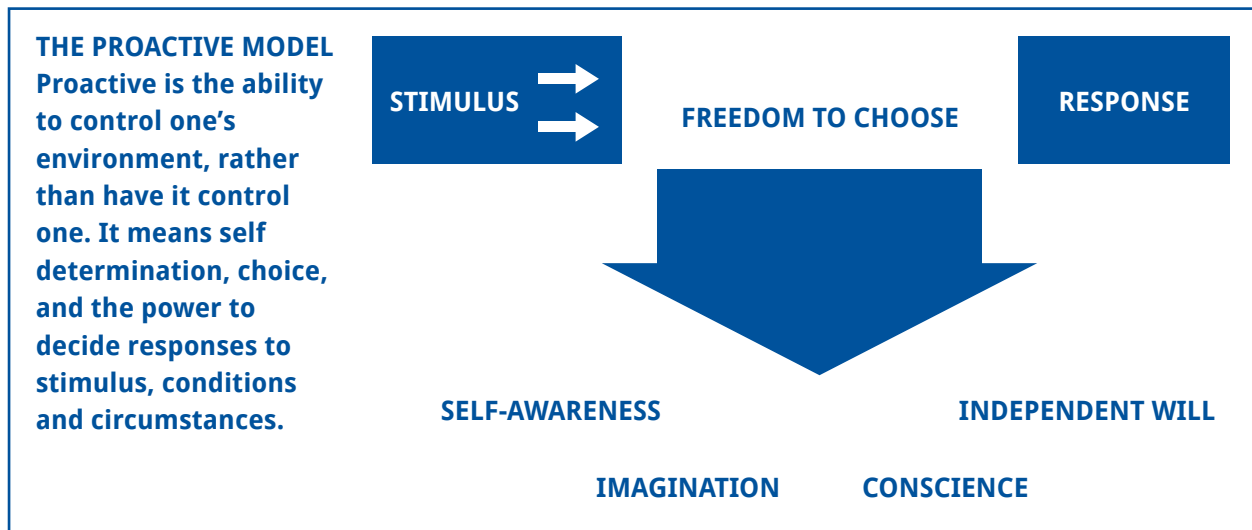 THE PROACTIVE MODEL
Proactive is the ability
to control one’s
environment, rather
than have it control
one. It means self
determination, choice,
and the power to
decide responses to
stimulus, conditions
and circumstances.
STIMULUS
FREEDOM TO CHOOSE
RESPONSE
SELF-AWARENESS
INDEPENDENT WILL
IMAGINATION
CONSCIENCE